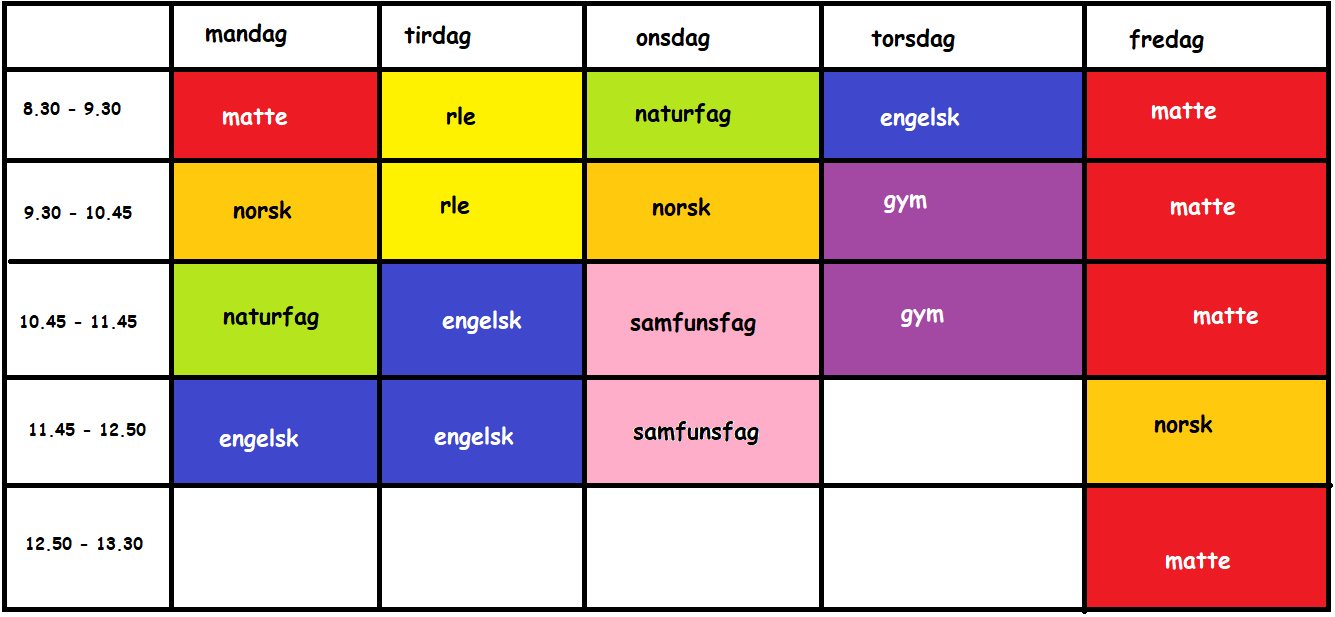 mandag tirdag onsdag torsdag fredag
8.30 - 9.30 matte rle naturfag engelsk matte
9.30 - 10.45 norsk rle norsk gym matte
10.45 - 11.45 naturfag engelsk samfunsfag gym matte
11.45 - 12.50 engelsk engelsk samfunsfag norsk
12.50 - 13.30 matte